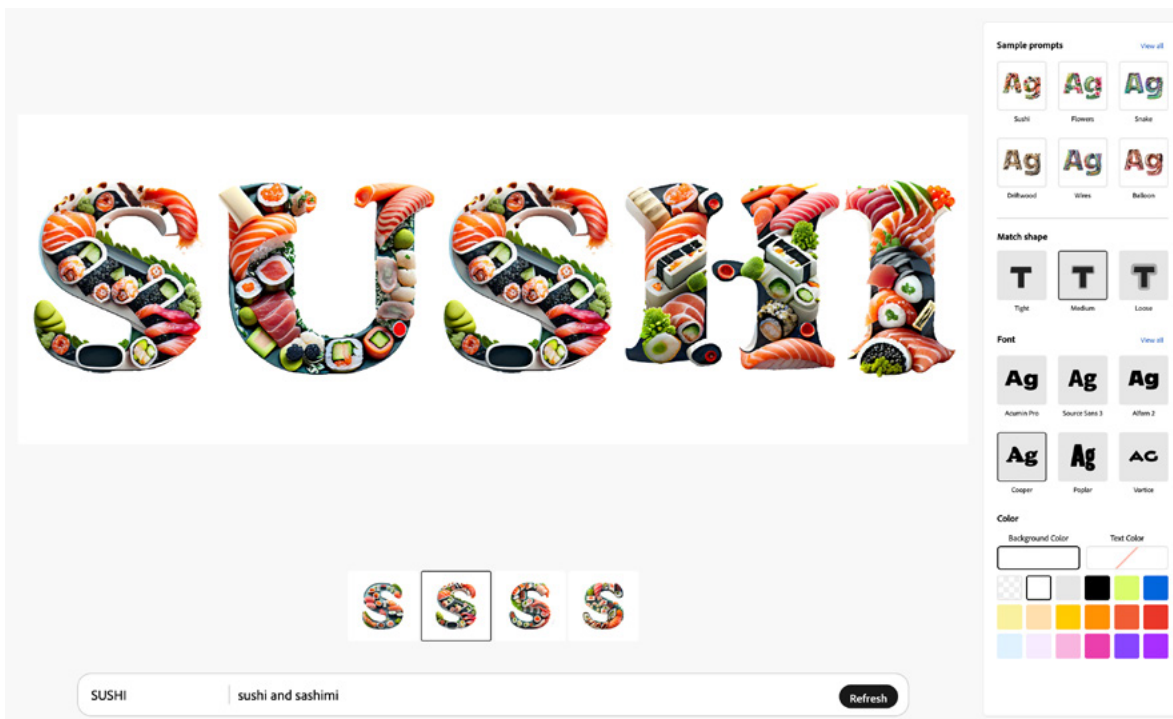 SUSHI
Sample prompts View all
Ag Ag Ag
Sushi Flowers Snake
Ag Ag Ag
Driftwood Wires Balloon
Match shape
T T T
Tight Medium Loose
Font View all
Ag Ag Ag
Acumin Pro Source Sans 3 Alfarn 2
Ag Ag AG
Cooper Poplar Vortice
Color
Background Color Text Color
S S S S
SUSHI sushi and sashimi Refresh